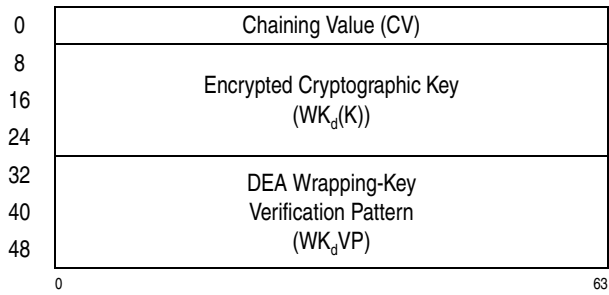 0 Chaining Value (CV)
8
16 Encrypted Cryptographic Key
(WKd(K))
24
32 DEA Wrapping-Key
40 Verification Pattern
48 (WKdVP)
0 63